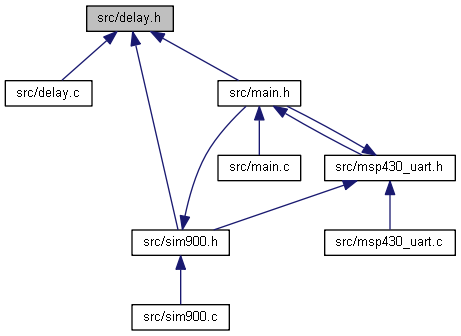 src/delay.h
src/delay.c
src/main.h
src/main.c
src/msp430_uart.h
src/sim900.h
src/msp430_uart.c
src/sim900.c